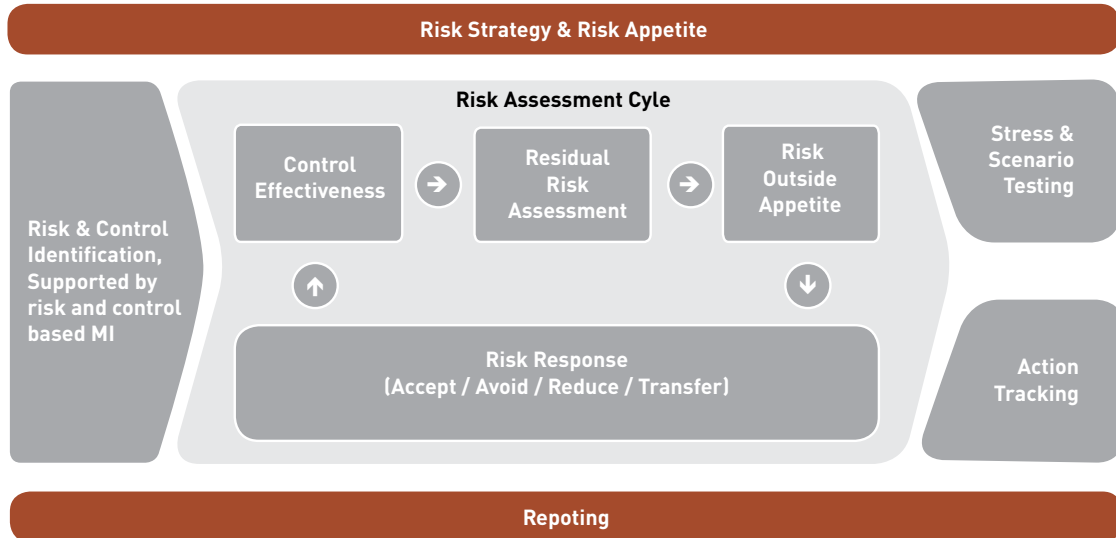 Risk Strategy & Risk Appetite
Risk & Control
Identification,
Supported by
risk and control
based MI
Risk Assessment Cyle
Control
Effectiveness
Residual
Risk
Assessment
Risk
Outside
Appetite
Risk Response
(Accept / Avoid / Reduce / Transfer)
Stress &
Scenario
Testing
Action
Tracking
Repoting